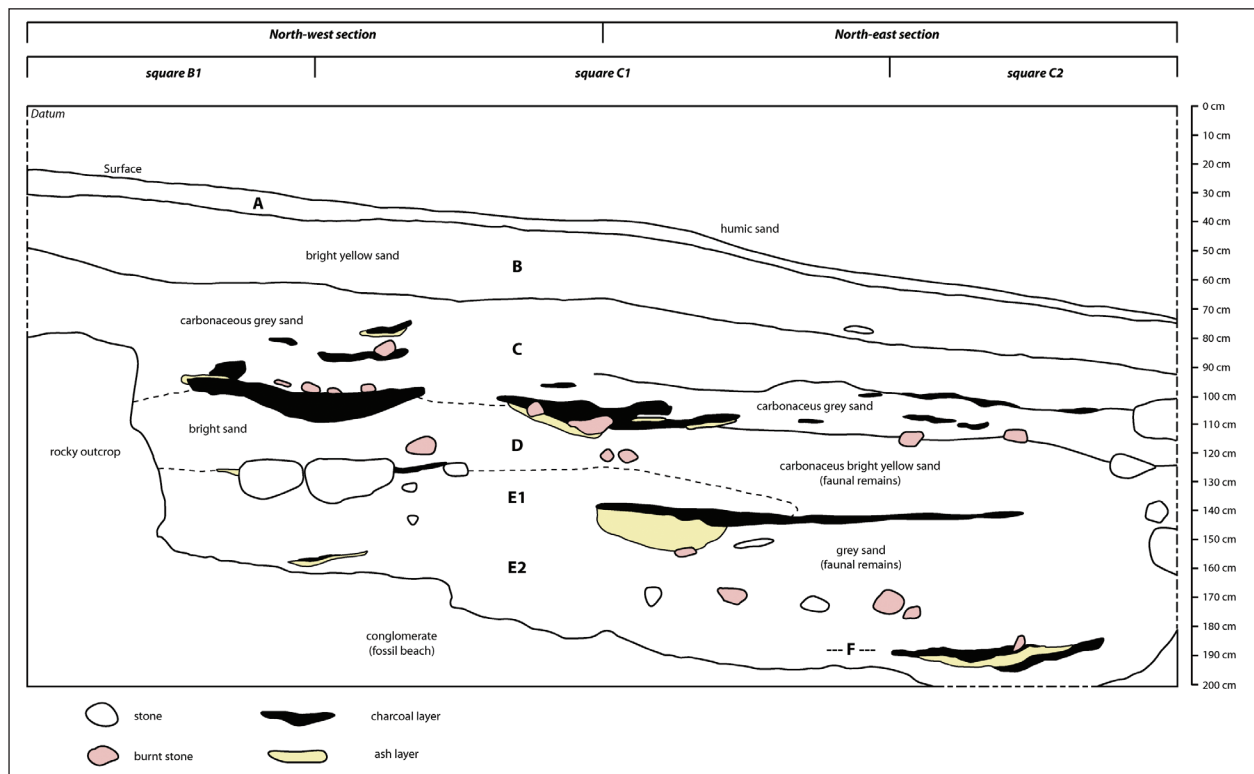 North-west section
North-east section
square B1
square C1
square C2
Datum
0 cm
10 cm
20 cm
30 cm
40 cm
50 cm
60 cm
70 cm
80 cm
90 cm
100 cm
110 cm
120 cm
130 cm
140 cm
150 cm
160 cm
170 cm
180 cm
190 cm
200 cm
Surface
A
humic sand
bright yellow sand
B
carbonaceous grey sand
C
carbonaceus grey sand
bright sand
D
rocky outcrop
carbonaceus bright yellow sand
(faunal remains)
E1
grey sand
(faunal remains)
E2
conglomerate
(fossil beach)
--- F ---
stone
charcoal layer
burnt stone
ash layer